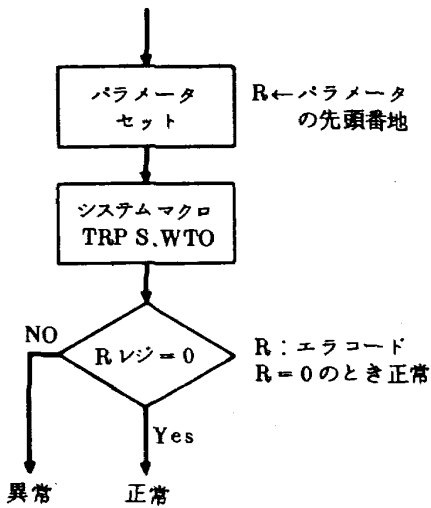 パラメータ
セット
R←パラメータ
の先頭番地
システムマクロ
TRP S.WTO
NO
Rレジ=0
R:エラコード
R=0のとき正常
Yes
異常
正常